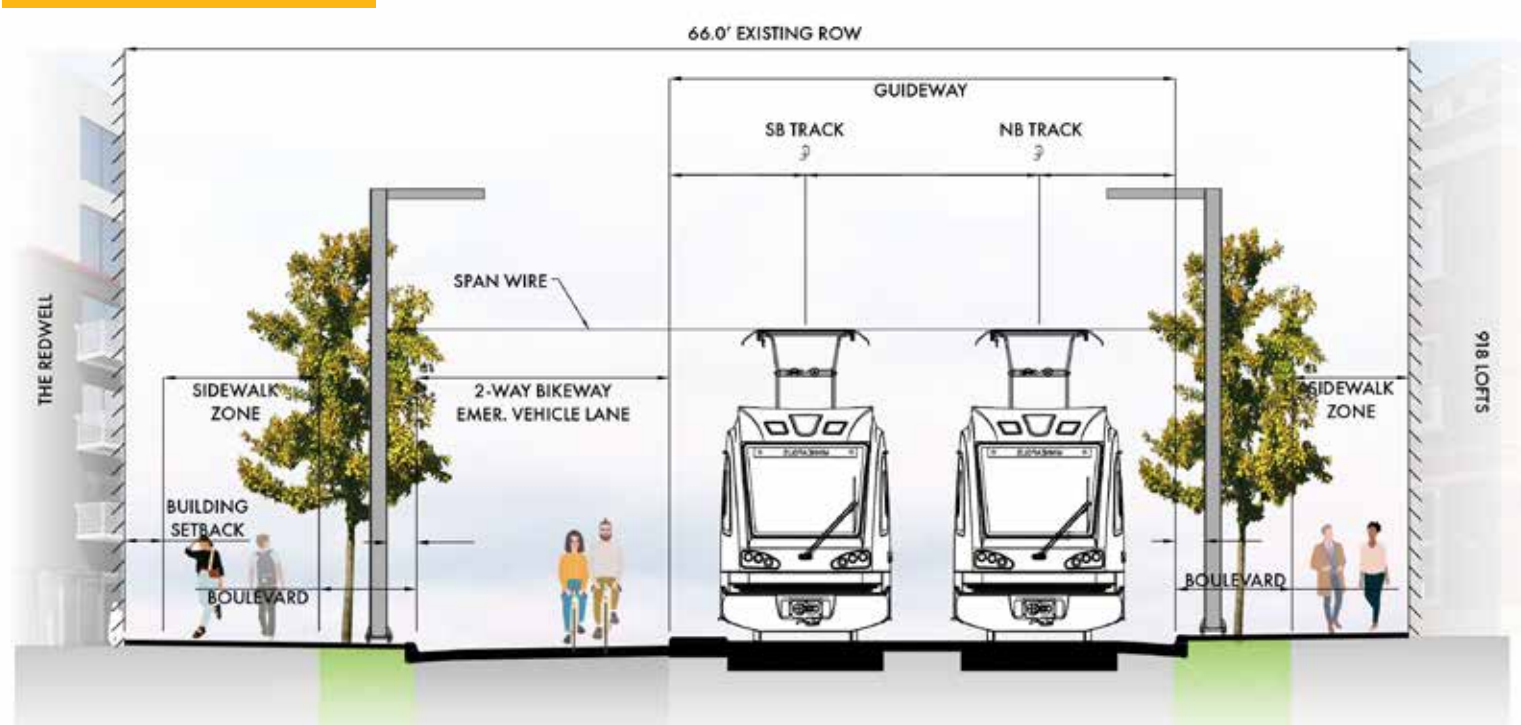 66.0' EXISTING ROW
GUIDEWAY
SB TRACK
NB TRACK
SPAN WIRE
THE REDWELL
918 LOFTS
SIDEWALK
ZONE
2-WAY BIKEWAY
EMER. VEHICLE LANE
SIDEWALK
ZONE
BUILDING
SETBACK
BOULEVARD
BOULEVARD